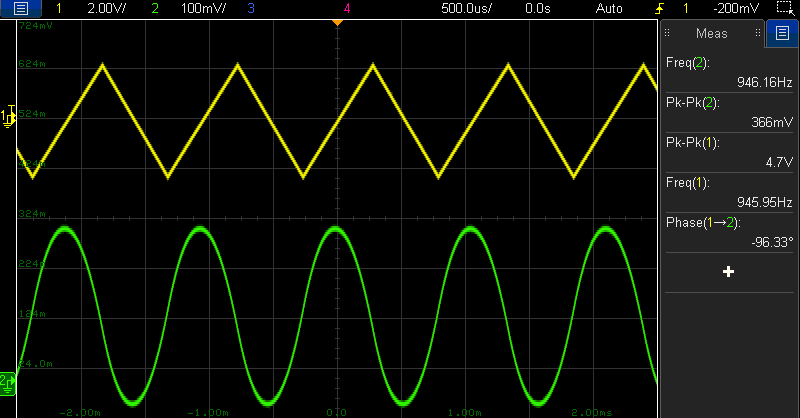 1 2.00V/ 2 100mV/ 3 4 500.0us/ 0.0s Auto 1 -200mV
724mV
624m
524m
424m
324m
224m
124m
24.0m
-2.00m -1.00m 0.0 1.00m 2.00ms
1
2
Meas
Freq(2):
946.16Hz
Pk-Pk(2):
366mV
Pk-Pk(1):
4.7V
Freq(1):
945.95Hz
Phase(1→2):
-96.33°